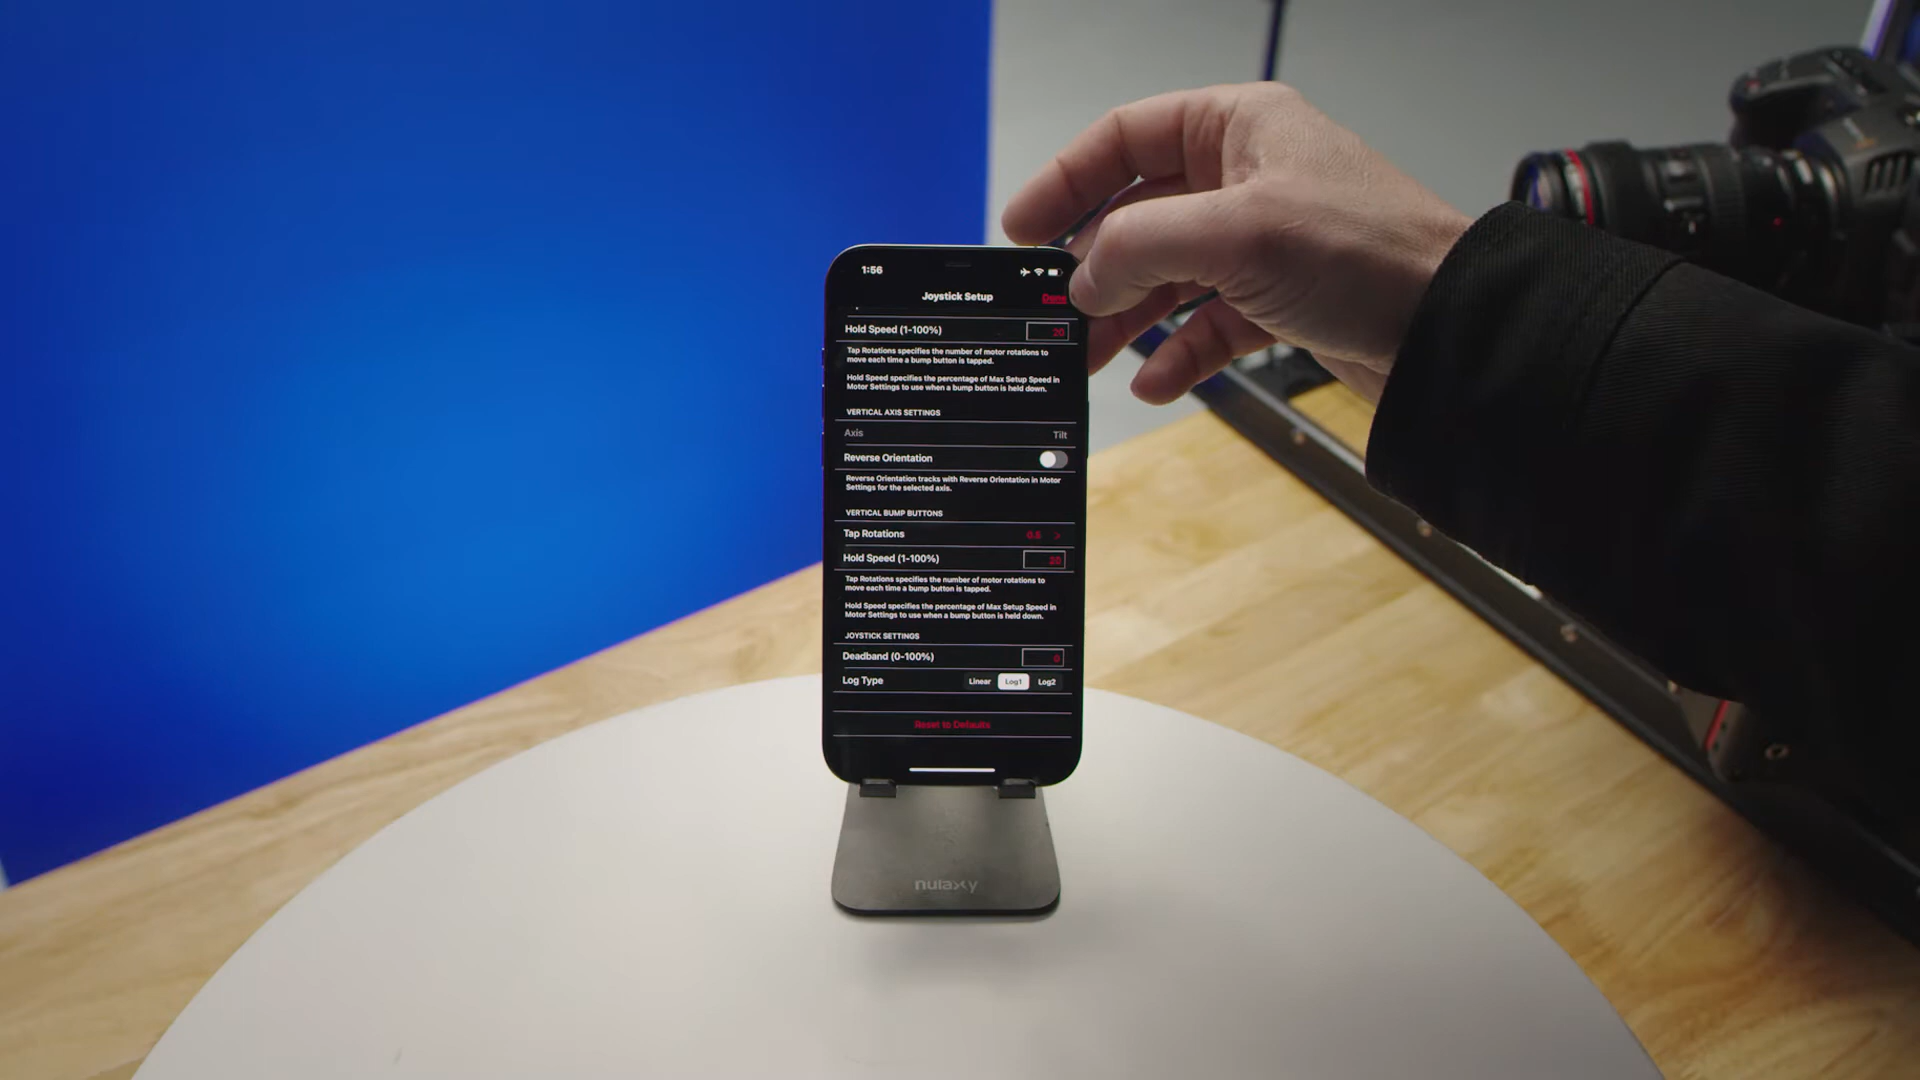 1:56
Joystick Setup Done
Hold Speed (1-100%) 20
Tap Rotations specifies the number of motor rotations to
move each time a bump button is tapped.
Hold Speed specifies the percentage of Max Setup Speed in
Motor Settings to use when a bump button is held down.
VERTICAL AXIS SETTINGS
Axis Tilt
Reverse Orientation
Reverse Orientation tracks with Reverse Orientation in Motor
Settings for the selected axis.
VERTICAL BUMP BUTTONS
Tap Rotations 0.5 >
Hold Speed (1-100%) 20
Tap Rotations specifies the number of motor rotations to
move each time a bump button is tapped.
Hold Speed specifies the percentage of Max Setup Speed in
Motor Settings to use when a bump button is held down.
JOYSTICK SETTINGS
Deadband (0-100%) 0
Log Type Linear Log1 Log2
Reset to Defaults
nulaxy